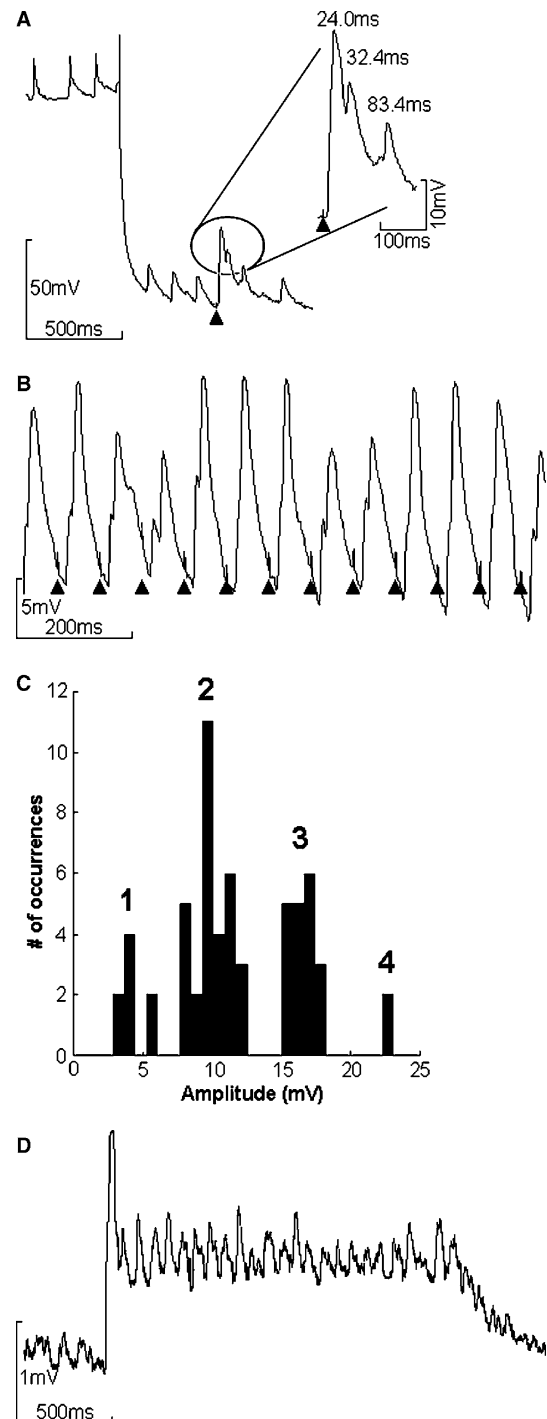 A
24.0ms
32.4ms
83.4ms
10mV
100ms
50mV
500ms
B
5mV
200ms
C
12
10
8
6
4
2
0
# of occurrences
1
2
3
4
0
5
10
15
20
25
Amplitude (mV)
D
1mV
500ms